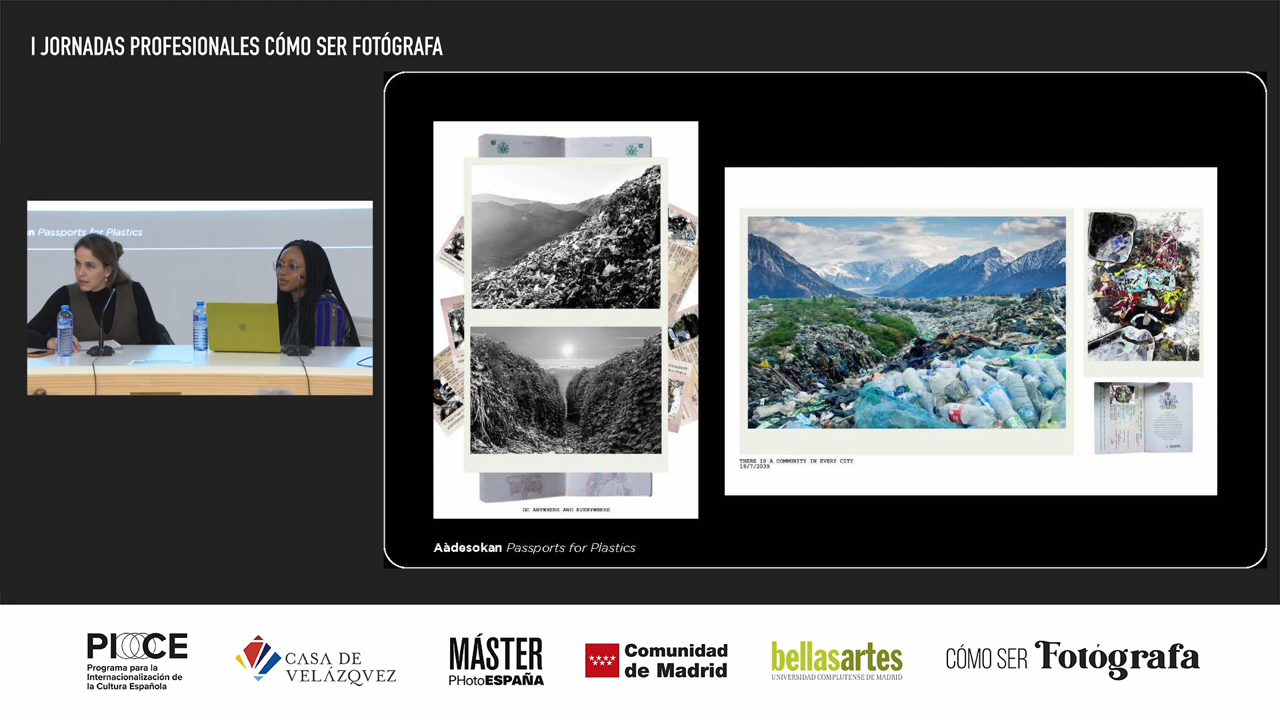 I JORNADAS PROFESIONALES CÓMO SER FOTÓGRAFA
n Passports for Plastics
GO ANYWHERE AND EVERYWHERE
THERE IS A COMMUNITY IN EVERY CITY
19/7/2039
Aàdesokan Passports for Plastics
PICE
Programa para la
Internacionalización de
la Cultura Española
CASA DE
VELÁZQVEZ
MÁSTER
PHotoESPAÑA
Comunidad
de Madrid
bellasartes
UNIVERSIDAD COMPLUTENSE DE MADRID
CÓMO SER Fotógrafa